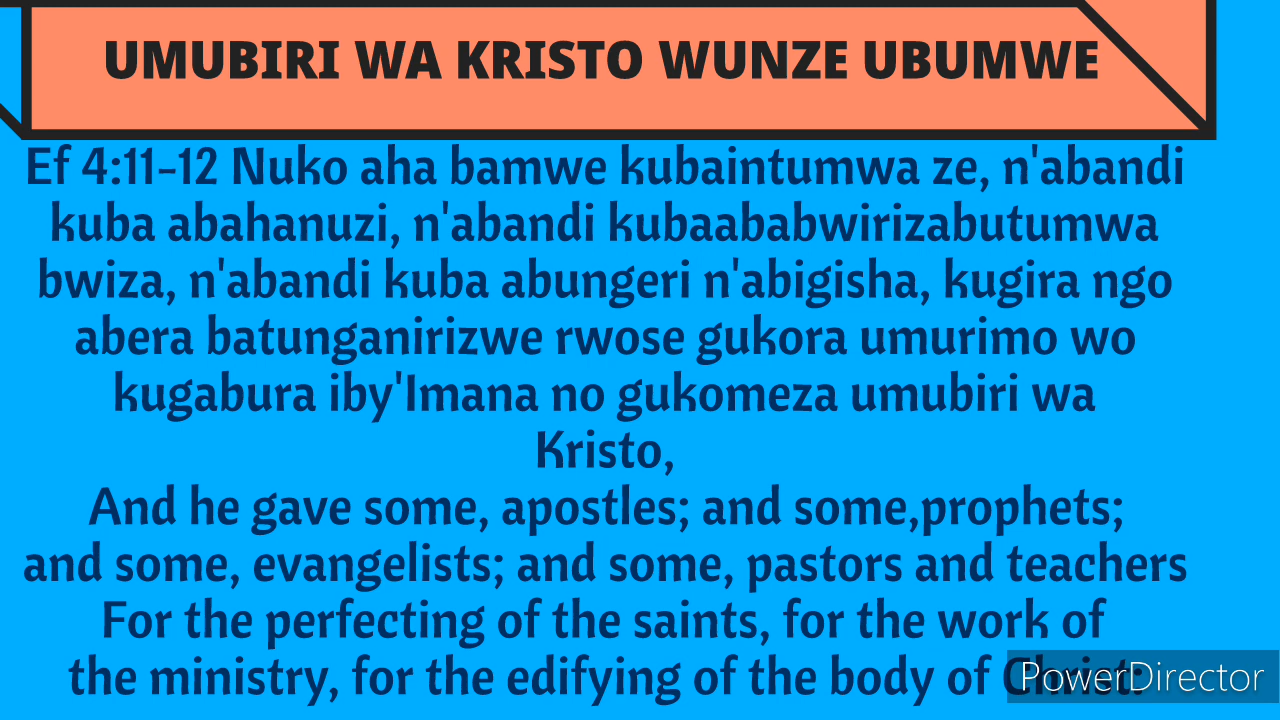 UMUBIRI WA KRISTO WUNZE UBUMWE
Ef 4:11-12 Nuko aha bamwe kubaintumwa ze, n'abandi
kuba abahanuzi, n'abandi kubaababwirizabutumwa
bwiza, n'abandi kuba abungeri n'abigisha, kugira ngo
abera batunganirizwe rwose gukora umurimo wo
kugabura iby'Imana no gukomeza umubiri wa
Kristo,
And he gave some, apostles; and some,prophets;
and some, evangelists; and some, pastors and teachers
For the perfecting of the saints, for the work of
the ministry, for the edifying of the body of Christ:
PowerDirector